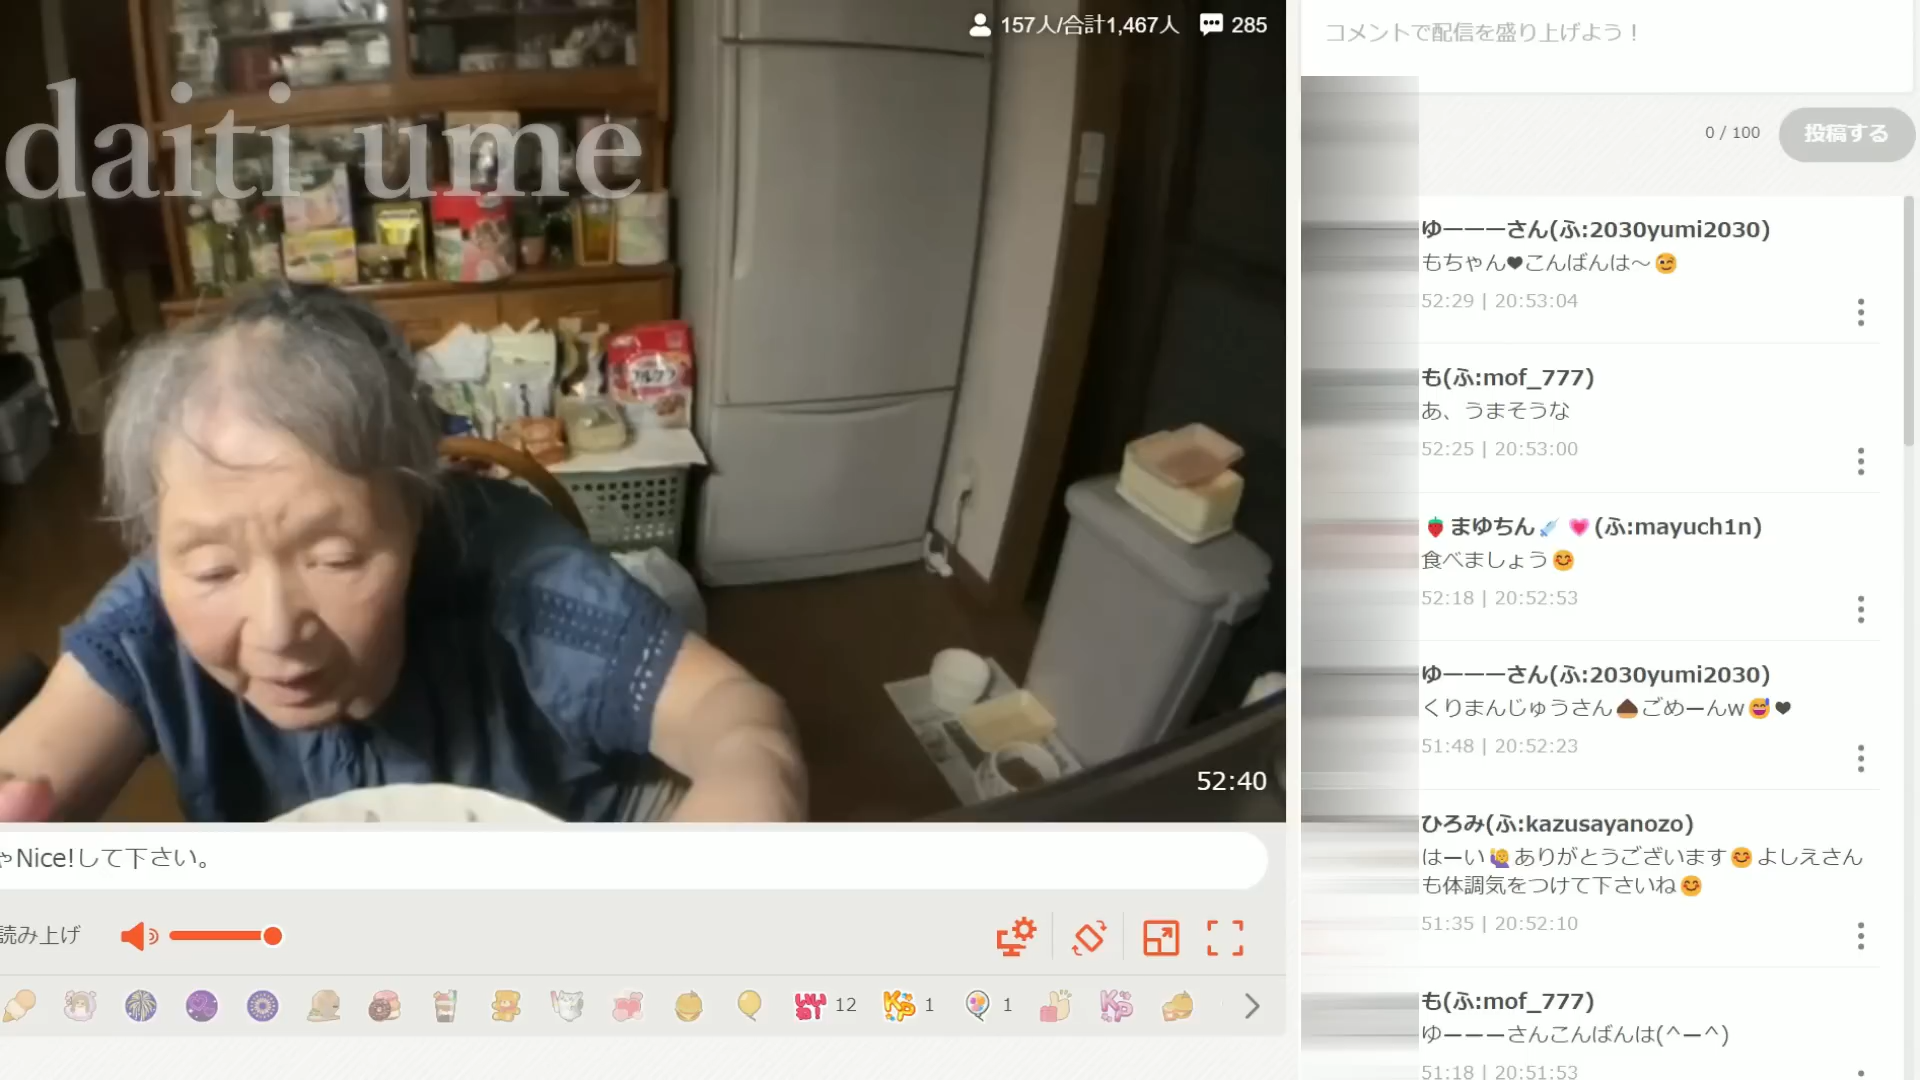 157人/合計1,467人 285
daiti ume
フルグラ
52:40
ゃNice!して下さい。
読み上げ
12 1 1
コメントで配信を盛り上げよう！
0 / 100
投稿する
ゆーーーさん(ふ:2030yumi2030)
もちゃん❤こんばんは〜😉
52:29 | 20:53:04
も(ふ:mof_777)
あ、うまそうな
52:25 | 20:53:00
🍓まゆちん💉💗(ふ:mayuch1n)
食べましょう😊
52:18 | 20:52:53
ゆーーーさん(ふ:2030yumi2030)
くりまんじゅうさん🌰ごめーんw😅❤
51:48 | 20:52:23
ひろみ(ふ:kazusayanozo)
はーい🙋ありがとうございます😊よしえさん
も体調気をつけて下さいね😊
51:35 | 20:52:10
も(ふ:mof_777)
ゆーーーさんこんばんは(^ー^)
51:18 | 20:51:53